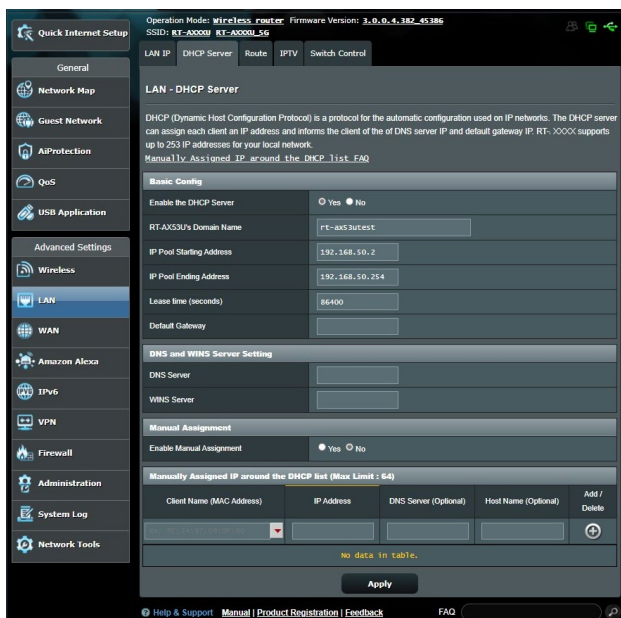 Quick Internet Setup
General
Network Map
Guest Network
AiProtection
QoS
USB Application
Advanced Settings
Wireless
LAN
WAN
Amazon Alexa
IPv6
VPN
Firewall
Administration
System Log
Network Tools
Operation Mode: Wireless router Firmware Version: 3.0.0.4.382_45386
SSID: RT-AXXXU RT-AXXXU_5G
LAN IP DHCP Server Route IPTV Switch Control
LAN - DHCP Server
DHCP (Dynamic Host Configuration Protocol) is a protocol for the automatic configuration used on IP networks. The DHCP server
can assign each client an IP address and informs the client of the of DNS server IP and default gateway IP. RT- XXXX supports
up to 253 IP addresses for your local network.
Manually Assigned IP around the DHCP list FAQ
Basic Config
Enable the DHCP Server Yes No
RT-AX53U's Domain Name rt-ax53utest
IP Pool Starting Address 192.168.50.2
IP Pool Ending Address 192.168.50.254
Lease time (seconds) 86400
Default Gateway
DNS and WINS Server Setting
DNS Server
WINS Server
Manual Assignment
Enable Manual Assignment Yes No
Manually Assigned IP around the DHCP list (Max Limit : 64)
Client Name (MAC Address) IP Address DNS Server (Optional) Host Name (Optional) Add / Delete
No data in table.
Apply
Help & Support Manual | Product Registration | Feedback FAQ